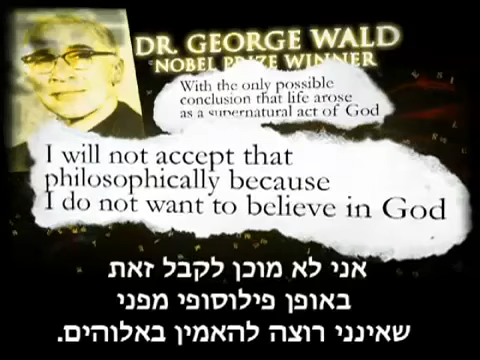 DR. GEORGE WALD
NOBEL PRIZE WINNER
With the only possible
conclusion that life arose
as a supernatural act of God
I will not accept that
philosophically because
I do not want to believe in God
אני לא מוכן לקבל זאת
באופן פילוסופי מפני
שאינני רוצה להאמין באלוהים.